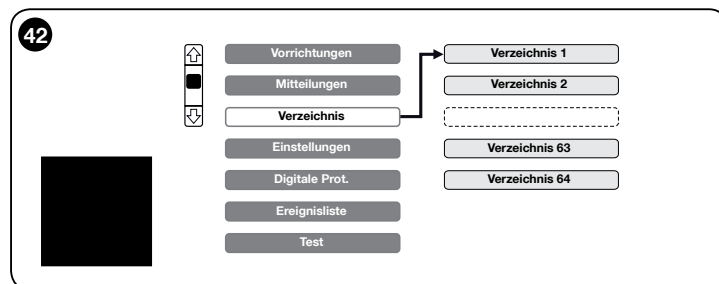 42
Vorrichtungen
Mitteilungen
Verzeichnis
Einstellungen
Digitale Prot.
Ereignisliste
Test
Verzeichnis 1
Verzeichnis 2
Verzeichnis 63
Verzeichnis 64